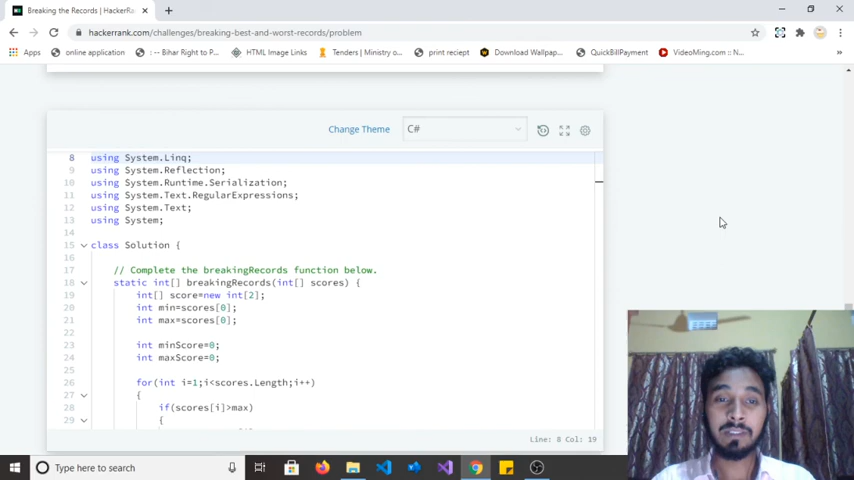 Breaking the Records | HackerRa
hackerrank.com/challenges/breaking-best-and-worst-records/problem
Apps
online application
: -- Bihar Right to P...
HTML Image Links
Tenders | Ministry o...
print reciept
Download Wallpap...
QuickBillPayment
VideoMing.com | N...
Change Theme
C#
8 using System.Linq;
9 using System.Reflection;
10 using System.Runtime.Serialization;
11 using System.Text.RegularExpressions;
12 using System.Text;
13 using System;
14
15 class Solution {
16
17 // Complete the breakingRecords function below.
18 static int[] breakingRecords(int[] scores) {
19 int[] score=new int[2];
20 int min=scores[0];
21 int max=scores[0];
22
23 int minScore=0;
24 int maxScore=0;
25
26 for(int i=1;i<scores.Length;i++)
27 {
28 if(scores[i]>max)
29 {
Line: 8 Col: 19
Type here to search